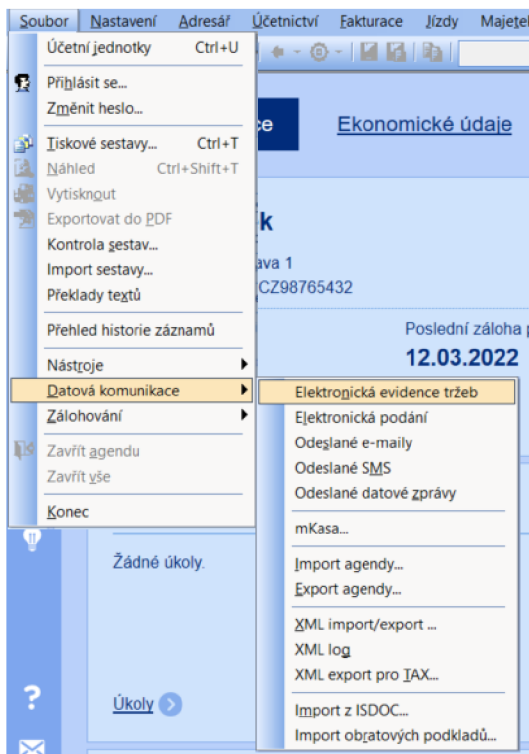 Soubor Nastavení Adresář Účetnictví Fakturace Jízdy
Účetní jednotky Ctrl+U
Přihlásit se...
Změnit heslo...
Tiskové sestavy... Ctrl+T
Náhled Ctrl+Shift+T
Vytisknout
Exportovat do PDF
Kontrola sestav...
Import sestavy...
Překlady textů
Přehled historie záznamů
Nástroje
Datová komunikace
Zálohování
Zavřít agendu
Zavřít vše
Konec
Ekonomické údaje
k
ava 1
CZ98765432
Poslední záloha
12.03.2022
Elektronická evidence tržeb
Elektronická podání
Odeslané e-maily
Odeslané SMS
Odeslané datové zprávy
mKasa...
Import agendy...
Export agendy...
XML import/export ...
XML log
XML export pro TAX...
Import z ISDOC...
Import obratových podkladů...
Žádné úkoly.
Úkoly
?